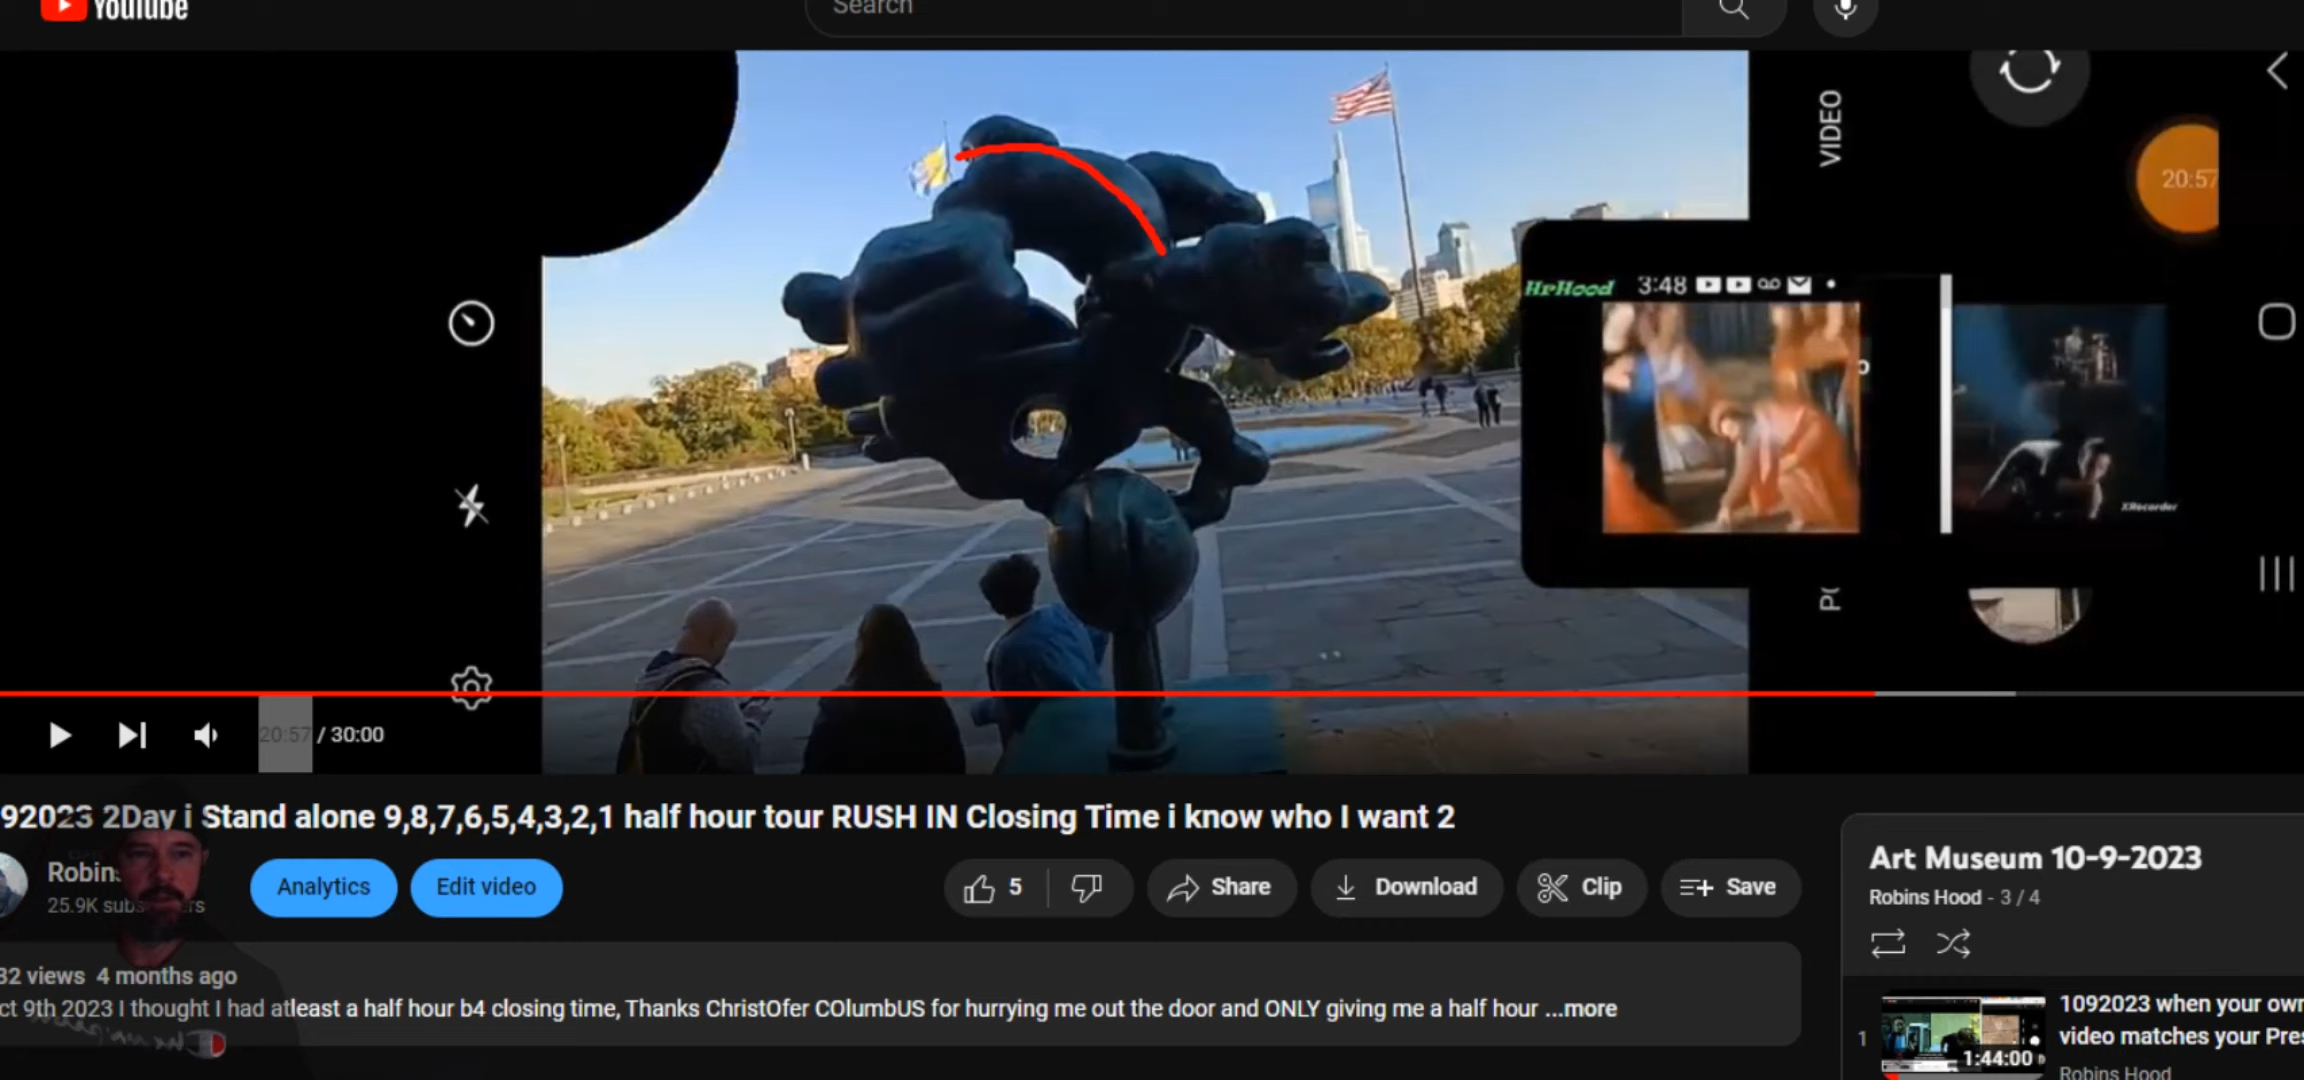 YouTube
Search
VIDEO
20:57
HrHood 3:48
XRecorder
20:57 / 30:00
92023 2Day i Stand alone 9,8,7,6,5,4,3,2,1 half hour tour RUSH IN Closing Time i know who I want 2
Robins
25.9K subs
Analytics
Edit video
5
Share
Download
Clip
Save
32 views 4 months ago
ct 9th 2023 I thought I had atleast a half hour b4 closing time, Thanks ChristOfer COlumbUS for hurrying me out the door and ONLY giving me a half hour ...more
Art Museum 10-9-2023
Robins Hood - 3 / 4
1
1:44:00
1092023 when your own
video matches your Pres
Robins Hood